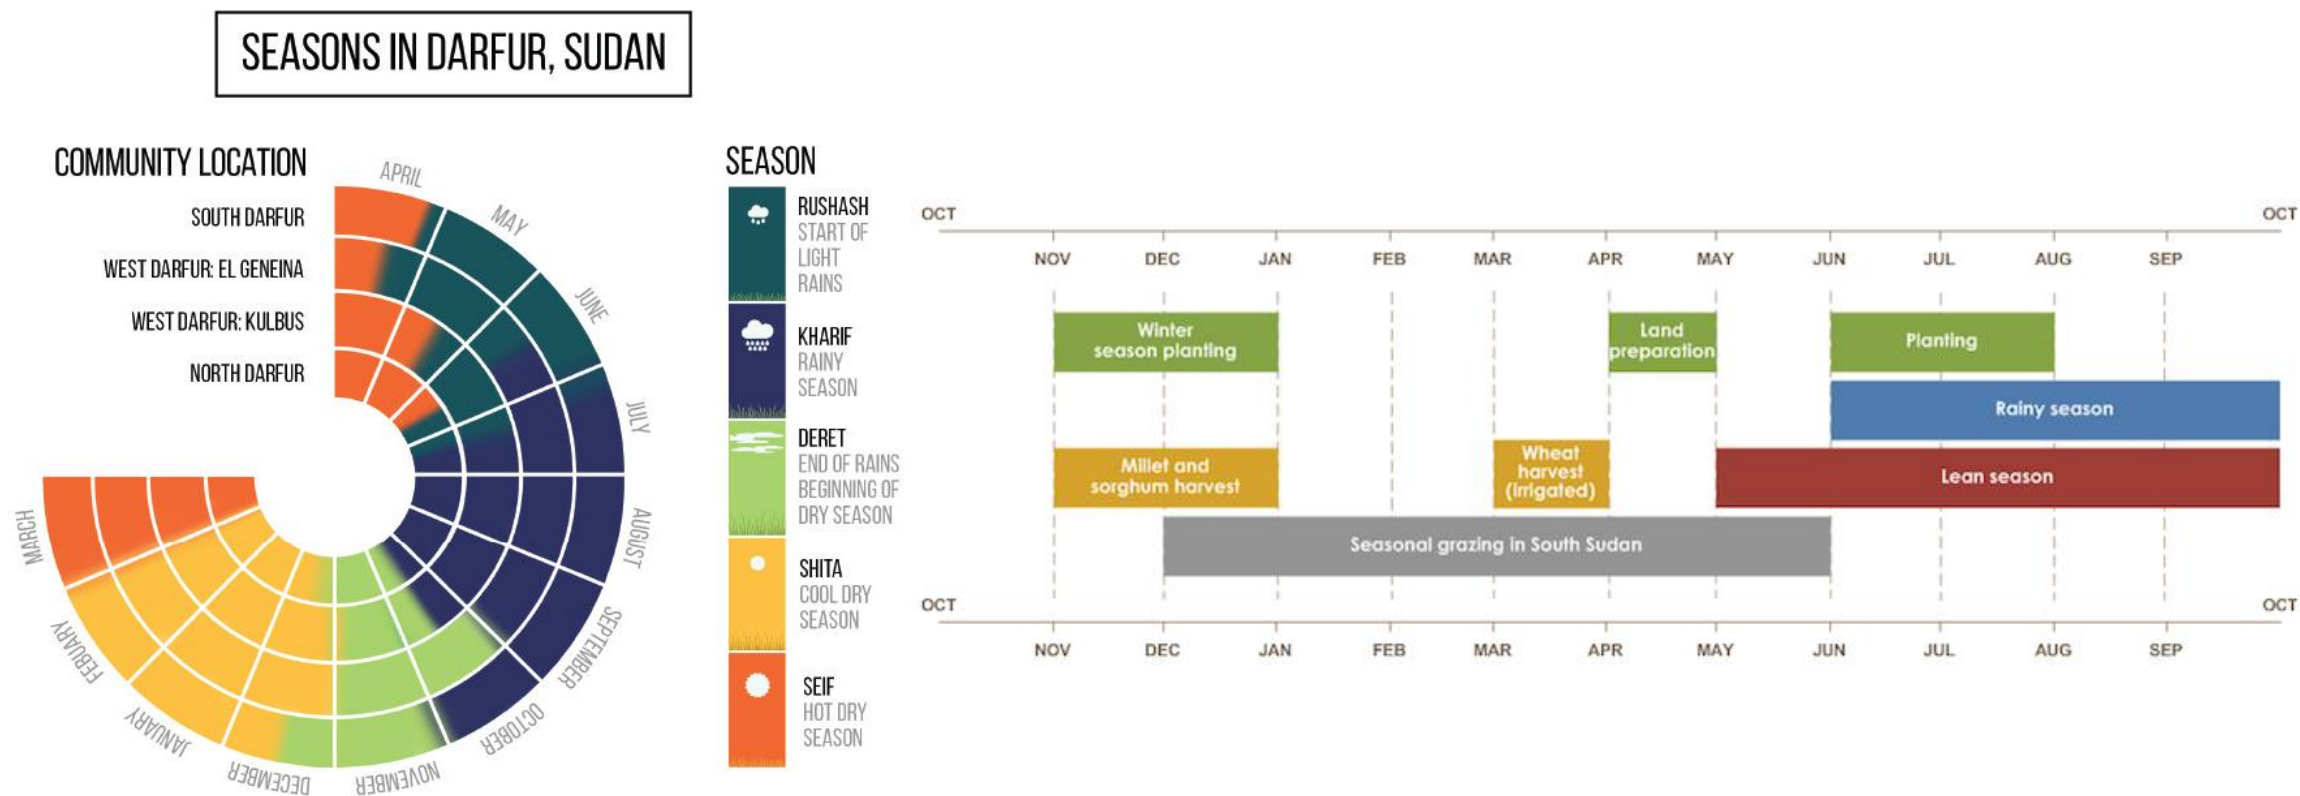 SEASONS IN DARFUR, SUDAN
COMMUNITY LOCATION
SOUTH DARFUR
WEST DARFUR: EL GENEINA
WEST DARFUR: KULBUS
NORTH DARFUR
APRIL
MAY
JUNE
JULY
AUGUST
SEPTEMBER
OCTOBER
NOVEMBER
DECEMBER
JANUARY
FEBUARY
MARCH
SEASON
RUSHASH
START OF
LIGHT
RAINS
KHARIF
RAINY
SEASON
DERET
END OF RAINS
BEGINNING OF
DRY SEASON
SHITA
COOL DRY
SEASON
SEIF
HOT DRY
SEASON
OCT OCT
NOV DEC JAN FEB MAR APR MAY JUN JUL AUG SEP
Winter
season planting
Land
preparation
Planting
Rainy season
Millet and
sorghum harvest
Wheat
harvest
(irrigated)
Lean season
Seasonal grazing in South Sudan
OCT OCT
NOV DEC JAN FEB MAR APR MAY JUN JUL AUG SEP